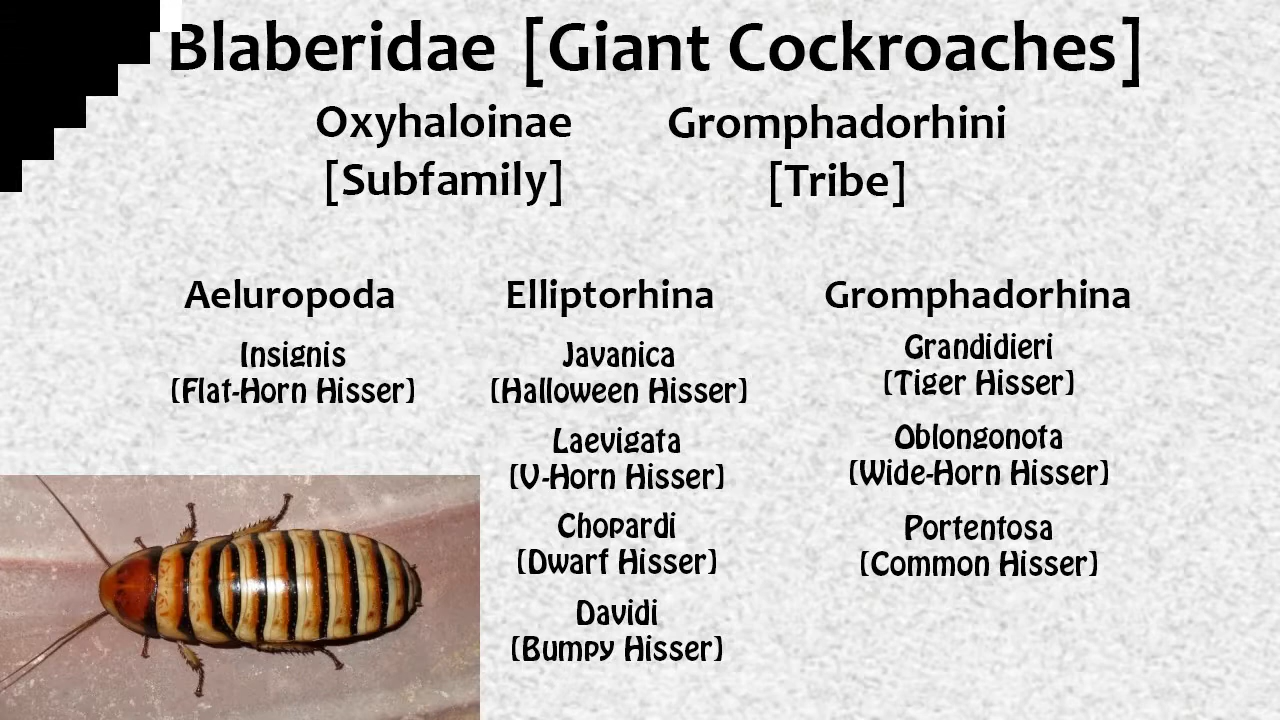 Blaberidae [Giant Cockroaches]
Oxyhaloinae
[Subfamily]
Gromphadorhini
[Tribe]
Aeluropoda
Insignis
(Flat-Horn Hisser)
Elliptorhina
Javanica
(Halloween Hisser)
Laevigata
(V-Horn Hisser)
Chopardi
(Dwarf Hisser)
Davidi
(Bumpy Hisser)
Gromphadorhina
Grandidieri
(Tiger Hisser)
Oblongonota
(Wide-Horn Hisser)
Portentosa
(Common Hisser)